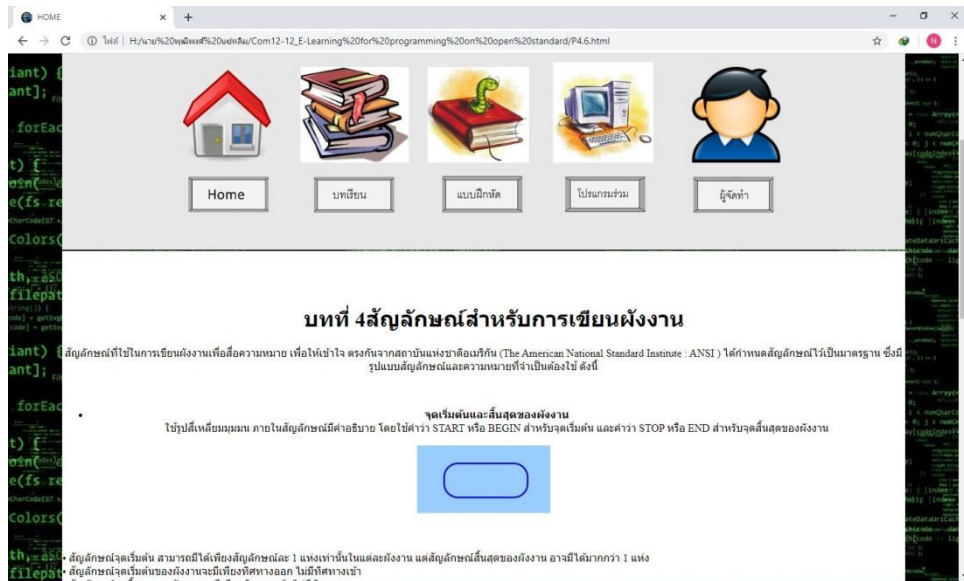 HOME
ไฟล์ H:/นาย%20พุฒิพงศ์%20แซ่หลิม/Com12-12_E-Learning%20for%20programming%20on%20open%20standard/P4.6.html
Home บทเรียน แบบฝึกหัด โปรแกรมร่วม ผู้จัดทำ
บทที่ 4สัญลักษณ์สำหรับการเขียนผังงาน
สัญลักษณ์ที่ใช้ในการเขียนผังงานเพื่อสื่อความหมาย เพื่อให้เข้าใจ ตรงกันจากสถาบันแห่งชาติอเมริกัน (The American National Standard Institute : ANSI ) ได้กำหนดสัญลักษณ์ไว้เป็นมาตรฐาน ซึ่งมี
รูปแบบสัญลักษณ์และความหมายที่จำเป็นต้องใช้ ดังนี้
• จุดเริ่มต้นและสิ้นสุดของผังงาน
ใช้รูปสี่เหลี่ยมมุมมน ภายในสัญลักษณ์มีคำอธิบาย โดยใช้คำว่า START หรือ BEGIN สำหรับจุดเริ่มต้น และคำว่า STOP หรือ END สำหรับจุดสิ้นสุดของผังงาน
• สัญลักษณ์จุดเริ่มต้น สามารถมีได้เพียงสัญลักษณ์ละ 1 แห่งเท่านั้นในแต่ละผังงาน แต่สัญลักษณ์สิ้นสุดของผังงาน อาจมีได้มากกว่า 1 แห่ง
• สัญลักษณ์จุดเริ่มต้นของผังงานจะมีเพียงทิศทางออก ไม่มีทิศทางเข้า